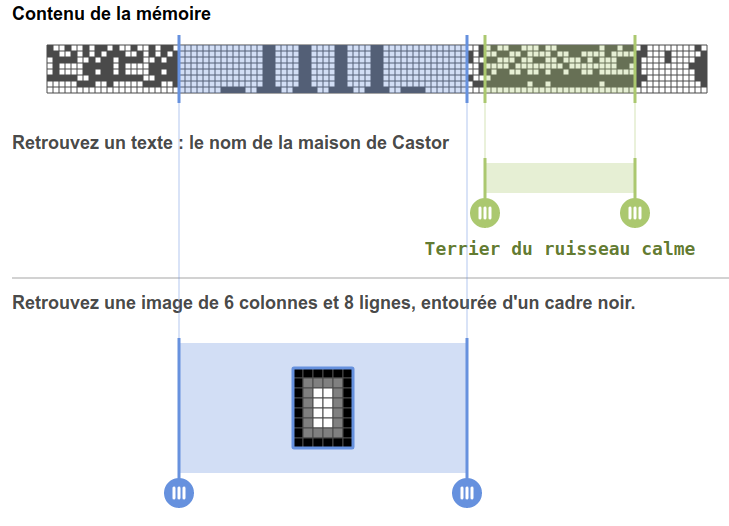 Contenu de la mémoire
Retrouvez un texte : le nom de la maison de Castor
Terrier du ruisseau calme
Retrouvez une image de 6 colonnes et 8 lignes, entourée d'un cadre noir.